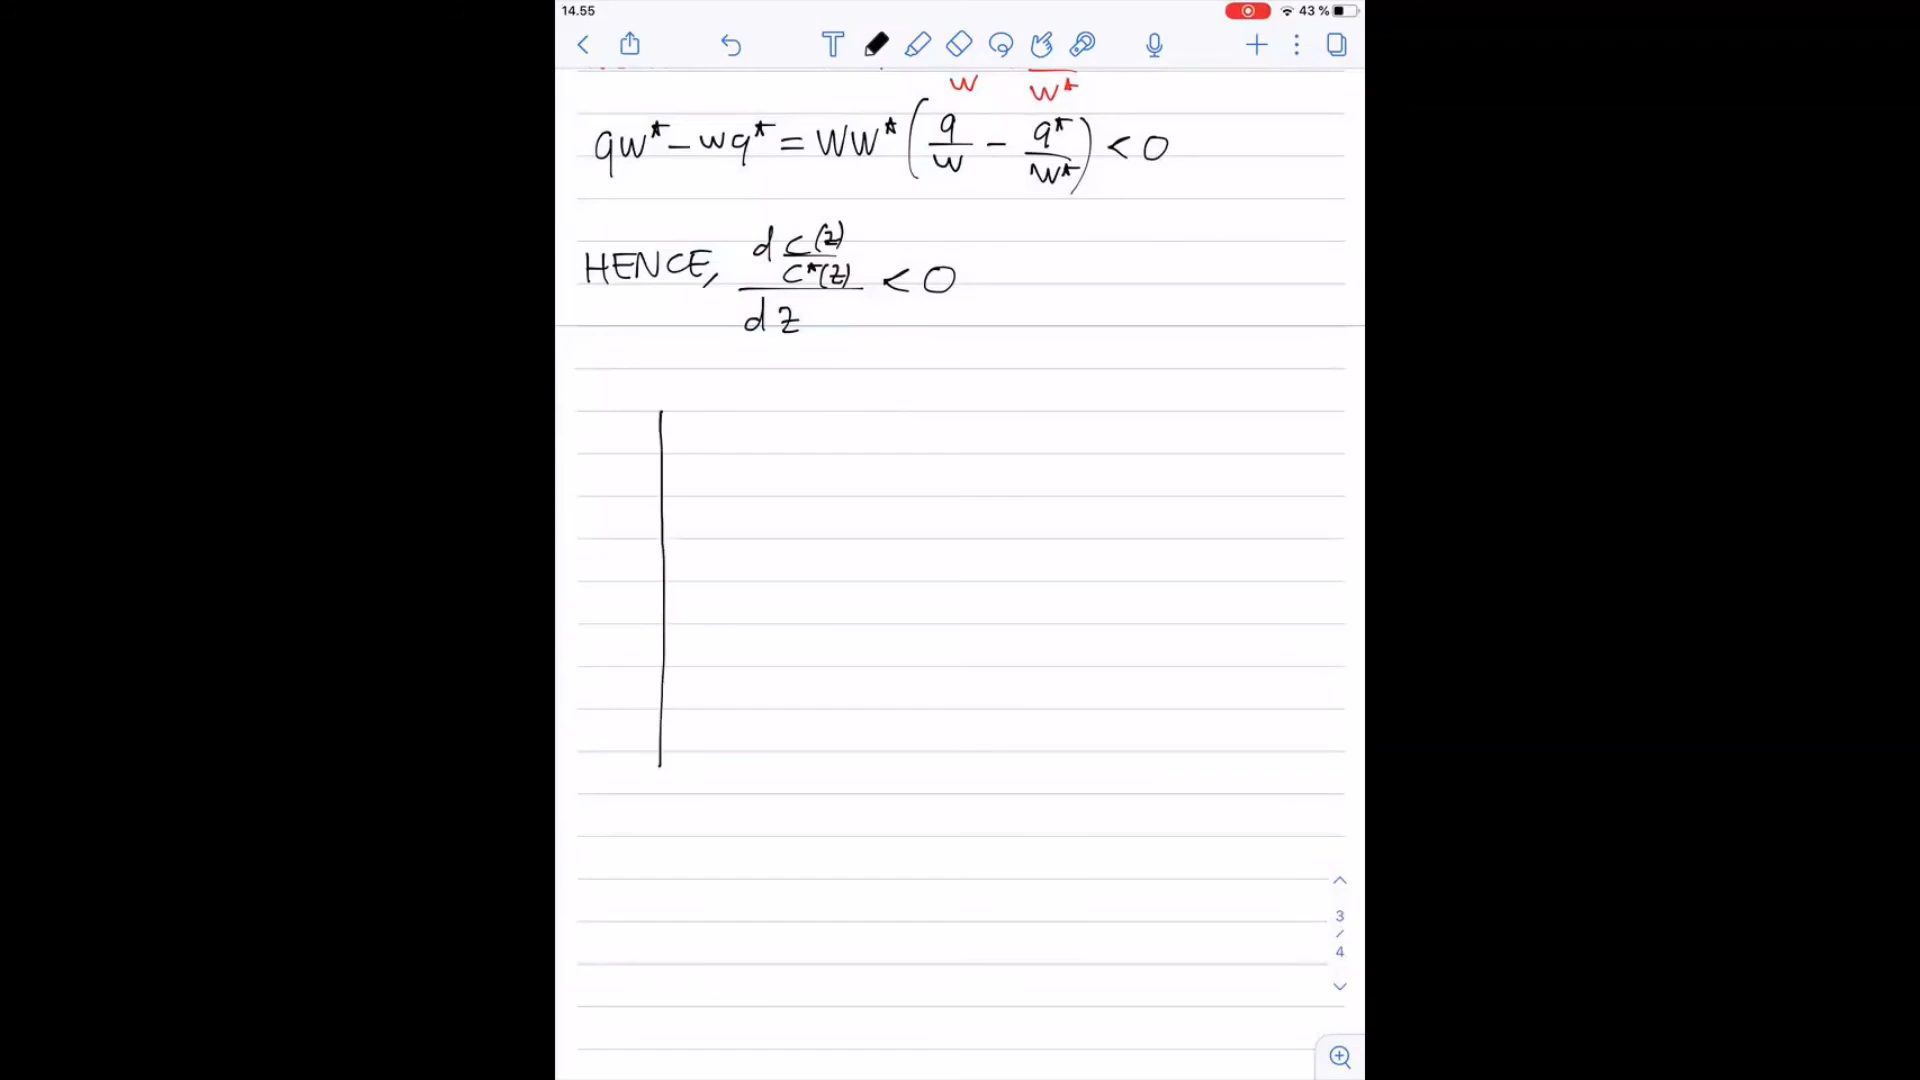 14.55 43 %
w w*
qw* - wq* = ww* (q/w - q*/w*) < 0
HENCE, d c(z)/c*(z) / dz < 0
3
/
4